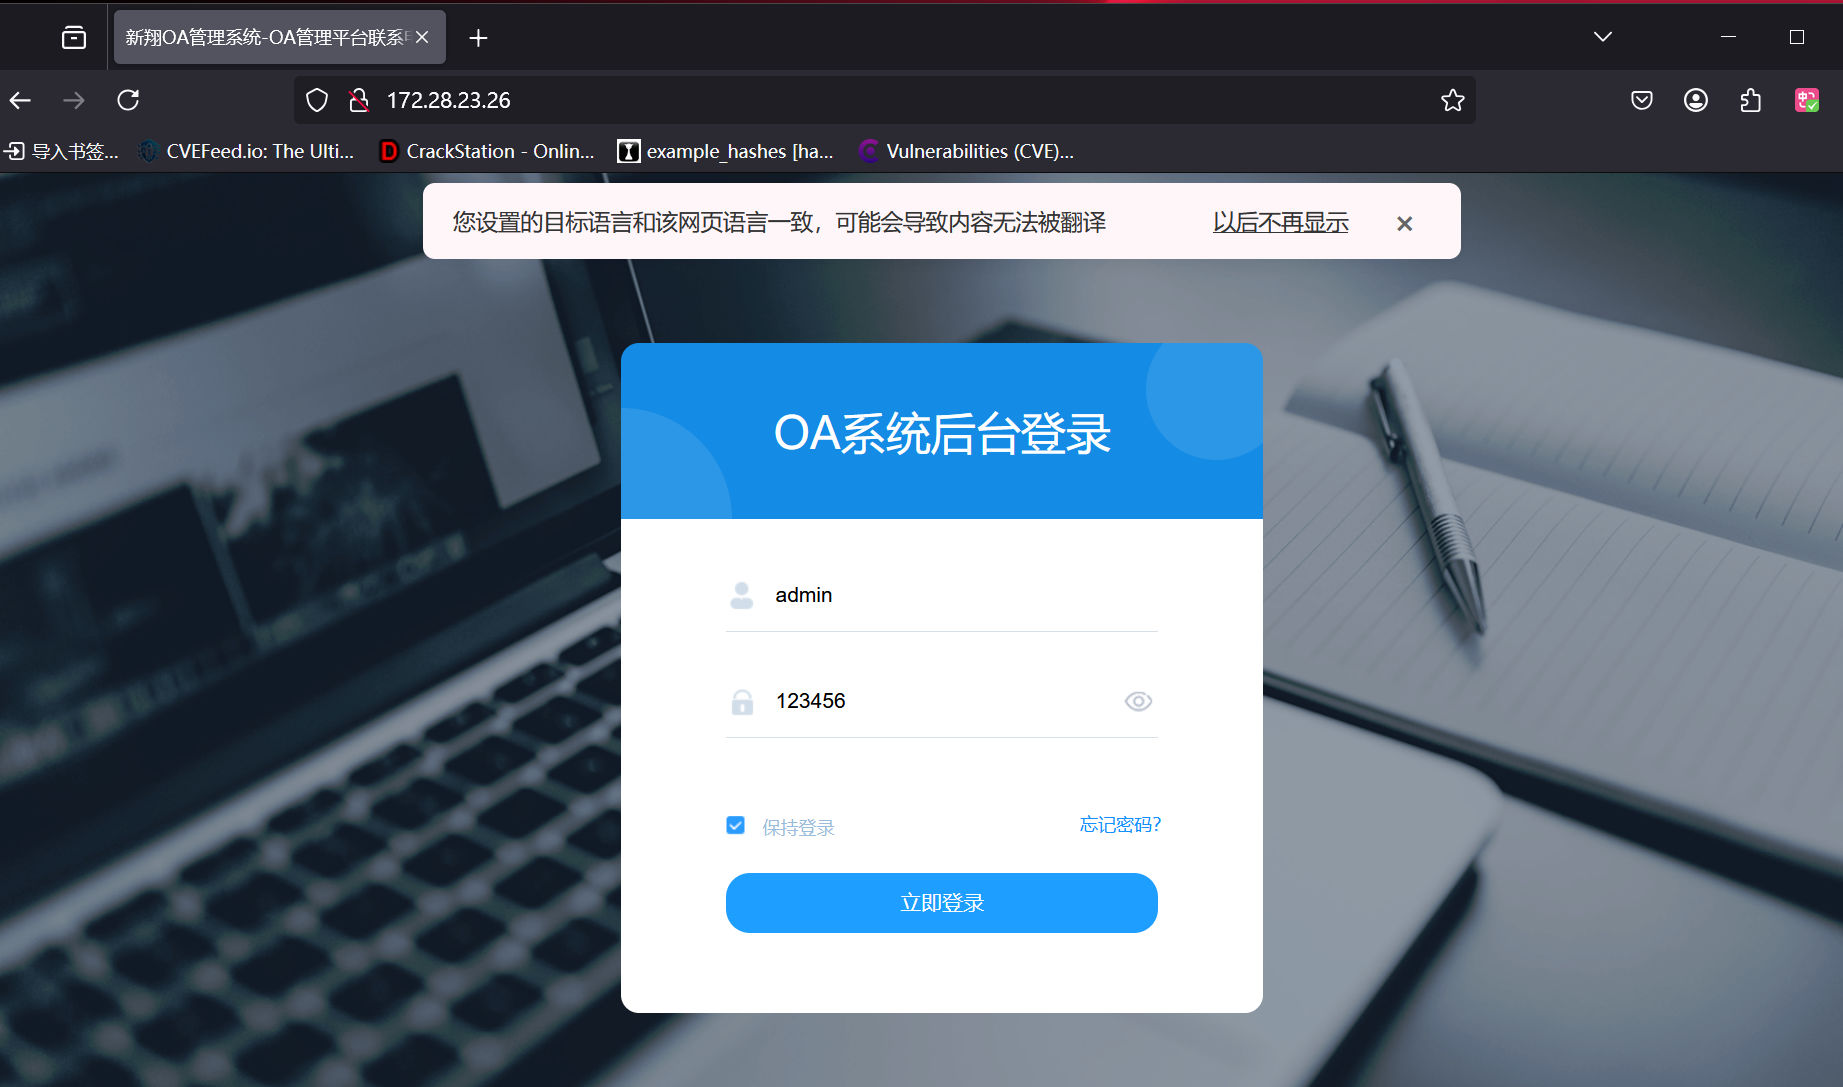 新翔OA管理系统-OA管理平台联系
172.28.23.26
导入书签...
CVEFeed.io: The Ulti...
CrackStation - Onlin...
example_hashes [ha...
Vulnerabilities (CVE)...
您设置的目标语言和该网页语言一致，可能会导致内容无法被翻译
以后不再显示
OA系统后台登录
admin
123456
保持登录
忘记密码?
立即登录